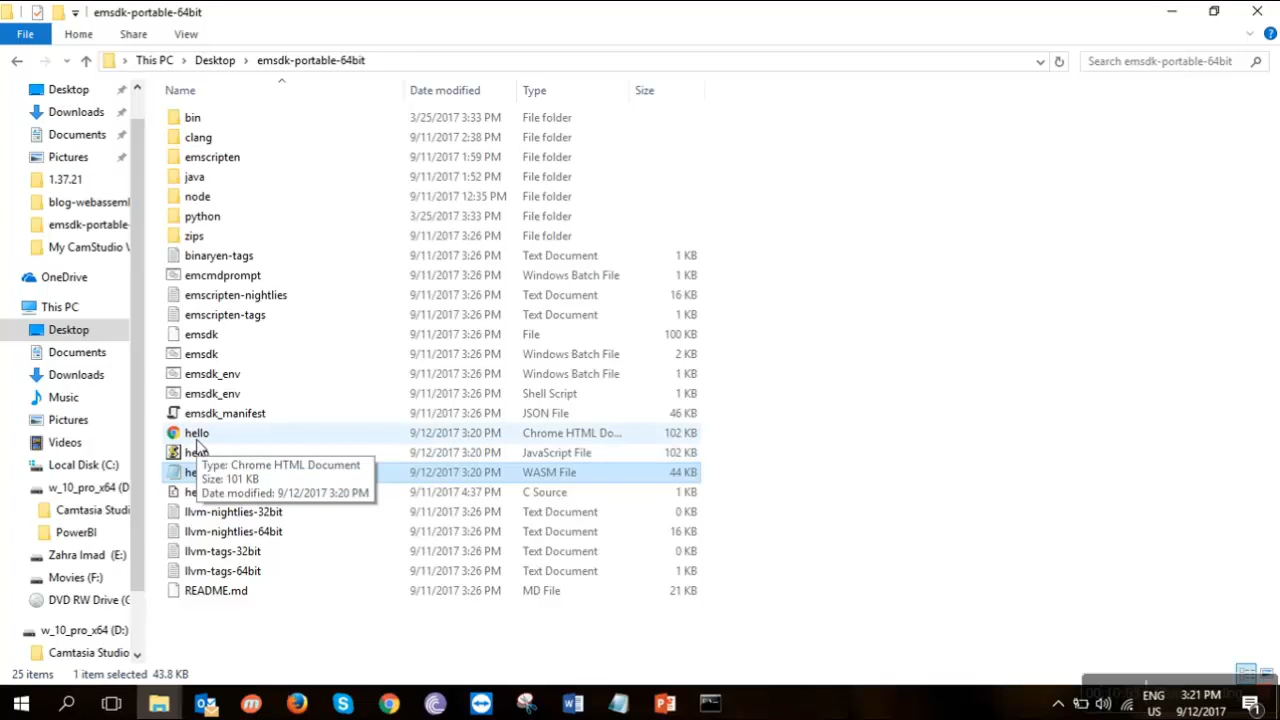 emsdk-portable-64bit
File Home Share View
This PC Desktop emsdk-portable-64bit
Search emsdk-portable-64bit
Name Date modified Type Size
Desktop
Downloads
Documents
Pictures
1.37.21
blog-webasseml
emsdk-portable-
My CamStudio V
OneDrive
This PC
Desktop
Documents
Downloads
Music
Pictures
Videos
Local Disk (C:)
w_10_pro_x64 (D
Camtasia Studi
PowerBI
Zahra Imad (E:)
Movies (F:)
DVD RW Drive (
w_10_pro_x64 (D:)
Camtasia Studio
bin 3/25/2017 3:33 PM File folder
clang 9/11/2017 2:38 PM File folder
emscripten 9/11/2017 1:59 PM File folder
java 9/11/2017 1:52 PM File folder
node 9/11/2017 12:35 PM File folder
python 3/25/2017 3:33 PM File folder
zips 9/11/2017 3:26 PM File folder
binaryen-tags 9/11/2017 3:26 PM Text Document 1 KB
emcmdprompt 9/11/2017 3:26 PM Windows Batch File 1 KB
emscripten-nightlies 9/11/2017 3:26 PM Text Document 16 KB
emscripten-tags 9/11/2017 3:26 PM Text Document 1 KB
emsdk 9/11/2017 3:26 PM File 100 KB
emsdk 9/11/2017 3:26 PM Windows Batch File 2 KB
emsdk_env 9/11/2017 3:26 PM Windows Batch File 1 KB
emsdk_env 9/11/2017 3:26 PM Shell Script 1 KB
emsdk_manifest 9/11/2017 3:26 PM JSON File 46 KB
hello 9/12/2017 3:20 PM Chrome HTML Do... 102 KB
9/12/2017 3:20 PM JavaScript File 102 KB
he 9/12/2017 3:20 PM WASM File 44 KB
he 9/11/2017 4:37 PM C Source 1 KB
llvm-nightlies-32bit 9/11/2017 3:26 PM Text Document 0 KB
llvm-nightlies-64bit 9/11/2017 3:26 PM Text Document 16 KB
llvm-tags-32bit 9/11/2017 3:26 PM Text Document 0 KB
llvm-tags-64bit 9/11/2017 3:26 PM Text Document 1 KB
README.md 9/11/2017 3:26 PM MD File 21 KB
Type: Chrome HTML Document
Size: 101 KB
Date modified: 9/12/2017 3:20 PM
25 items 1 item selected 43.8 KB
ENG 3:21 PM
US 9/12/2017